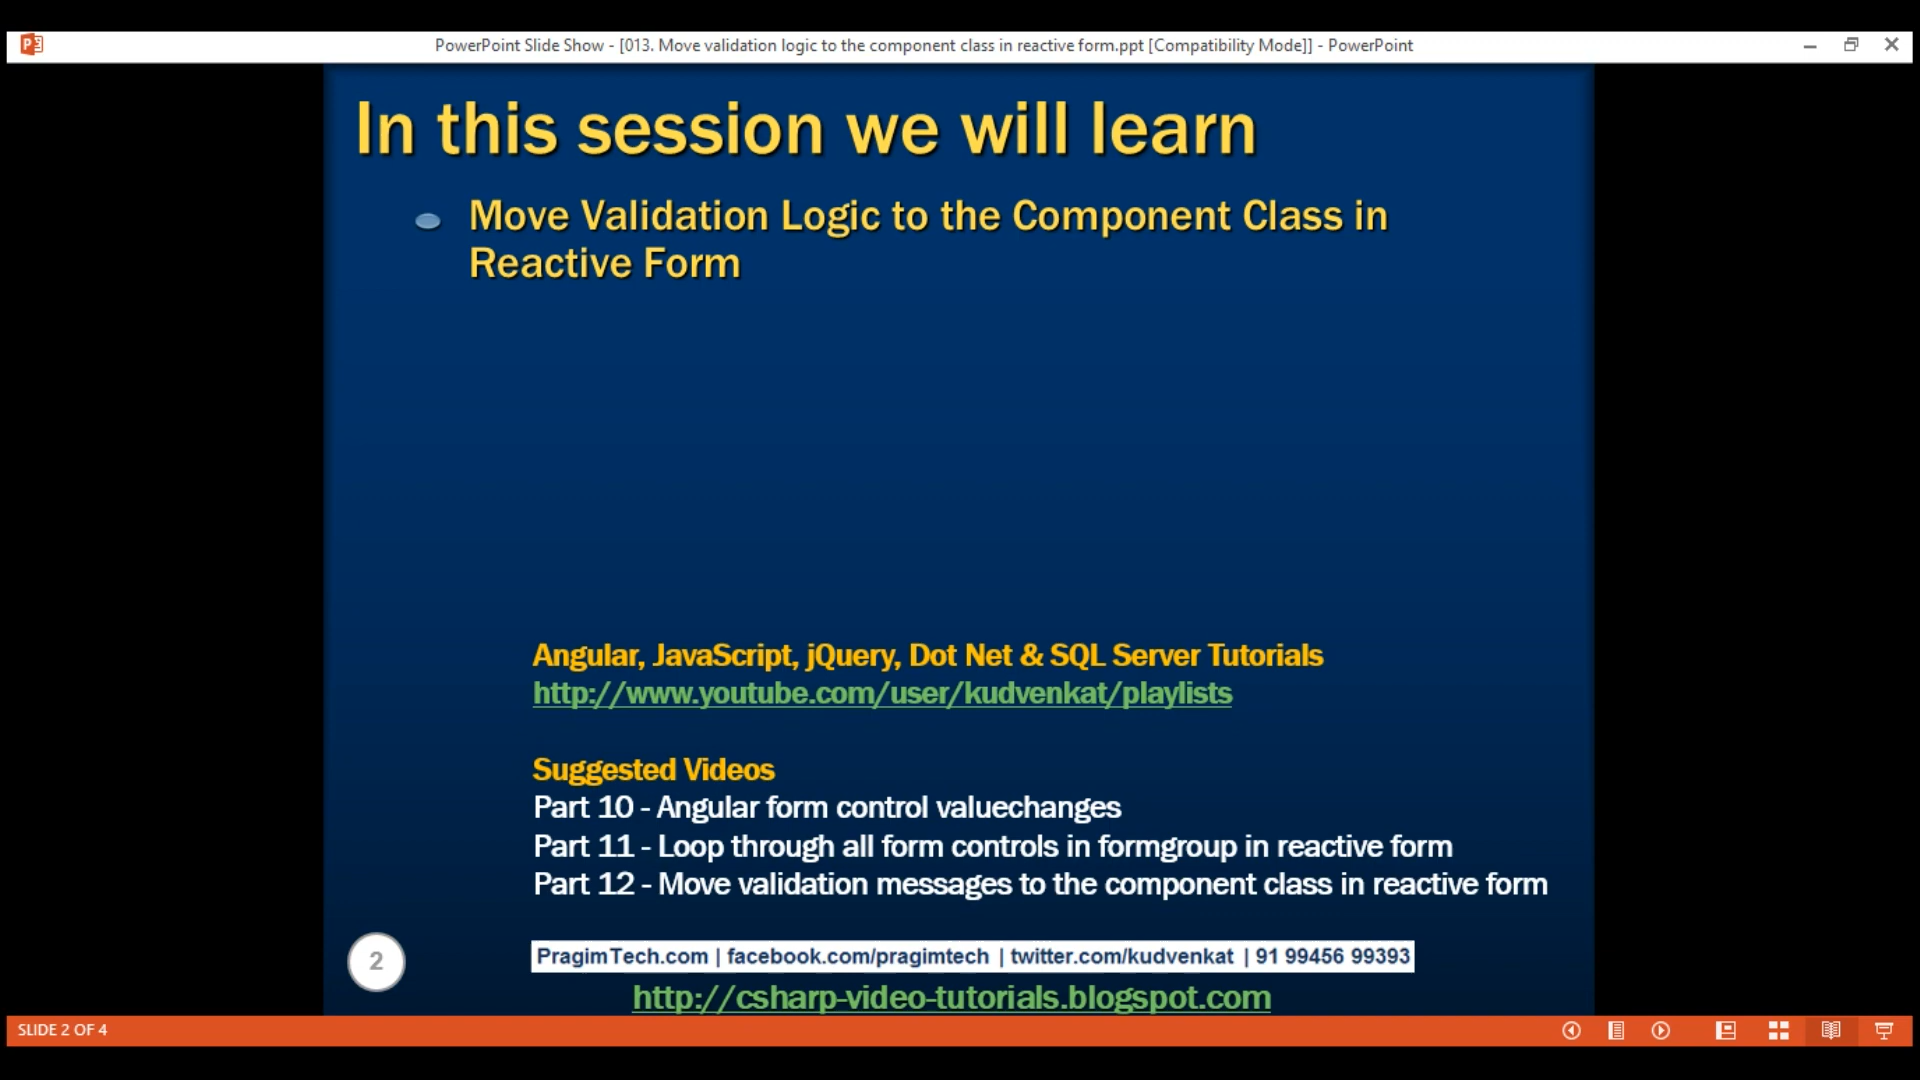 PowerPoint Slide Show - [013. Move validation logic to the component class in reactive form.ppt [Compatibility Mode]] - PowerPoint
In this session we will learn
Move Validation Logic to the Component Class in
Reactive Form
Angular, JavaScript, jQuery, Dot Net & SQL Server Tutorials
http://www.youtube.com/user/kudvenkat/playlists
Suggested Videos
Part 10 - Angular form control valuechanges
Part 11 - Loop through all form controls in formgroup in reactive form
Part 12 - Move validation messages to the component class in reactive form
2
PragimTech.com | facebook.com/pragimtech | twitter.com/kudvenkat | 91 99456 99393
http://csharp-video-tutorials.blogspot.com
SLIDE 2 OF 4